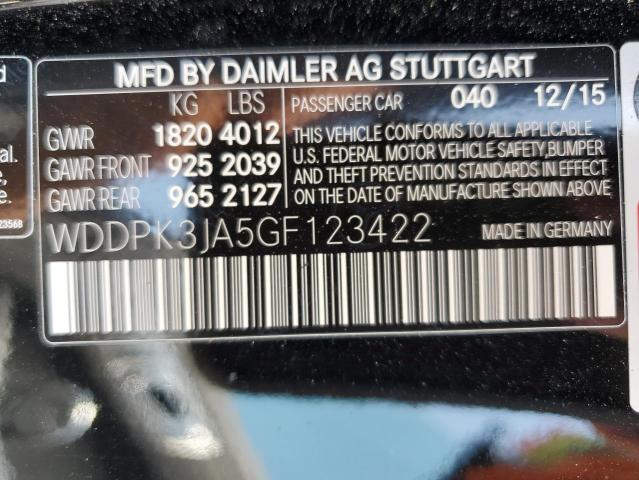 MFD BY DAIMLER AG STUTTGART
KG LBS
PASSENGER CAR 040 12/15
GVWR 1820 4012
GAWR FRONT 925 2039
GAWR REAR 965 2127
THIS VEHICLE CONFORMS TO ALL APPLICABLE
U.S. FEDERAL MOTOR VEHICLE SAFETY, BUMPER
AND THEFT PREVENTION STANDARDS IN EFFECT
ON THE DATE OF MANUFACTURE SHOWN ABOVE
WDDPK3JA5GF123422
MADE IN GERMANY